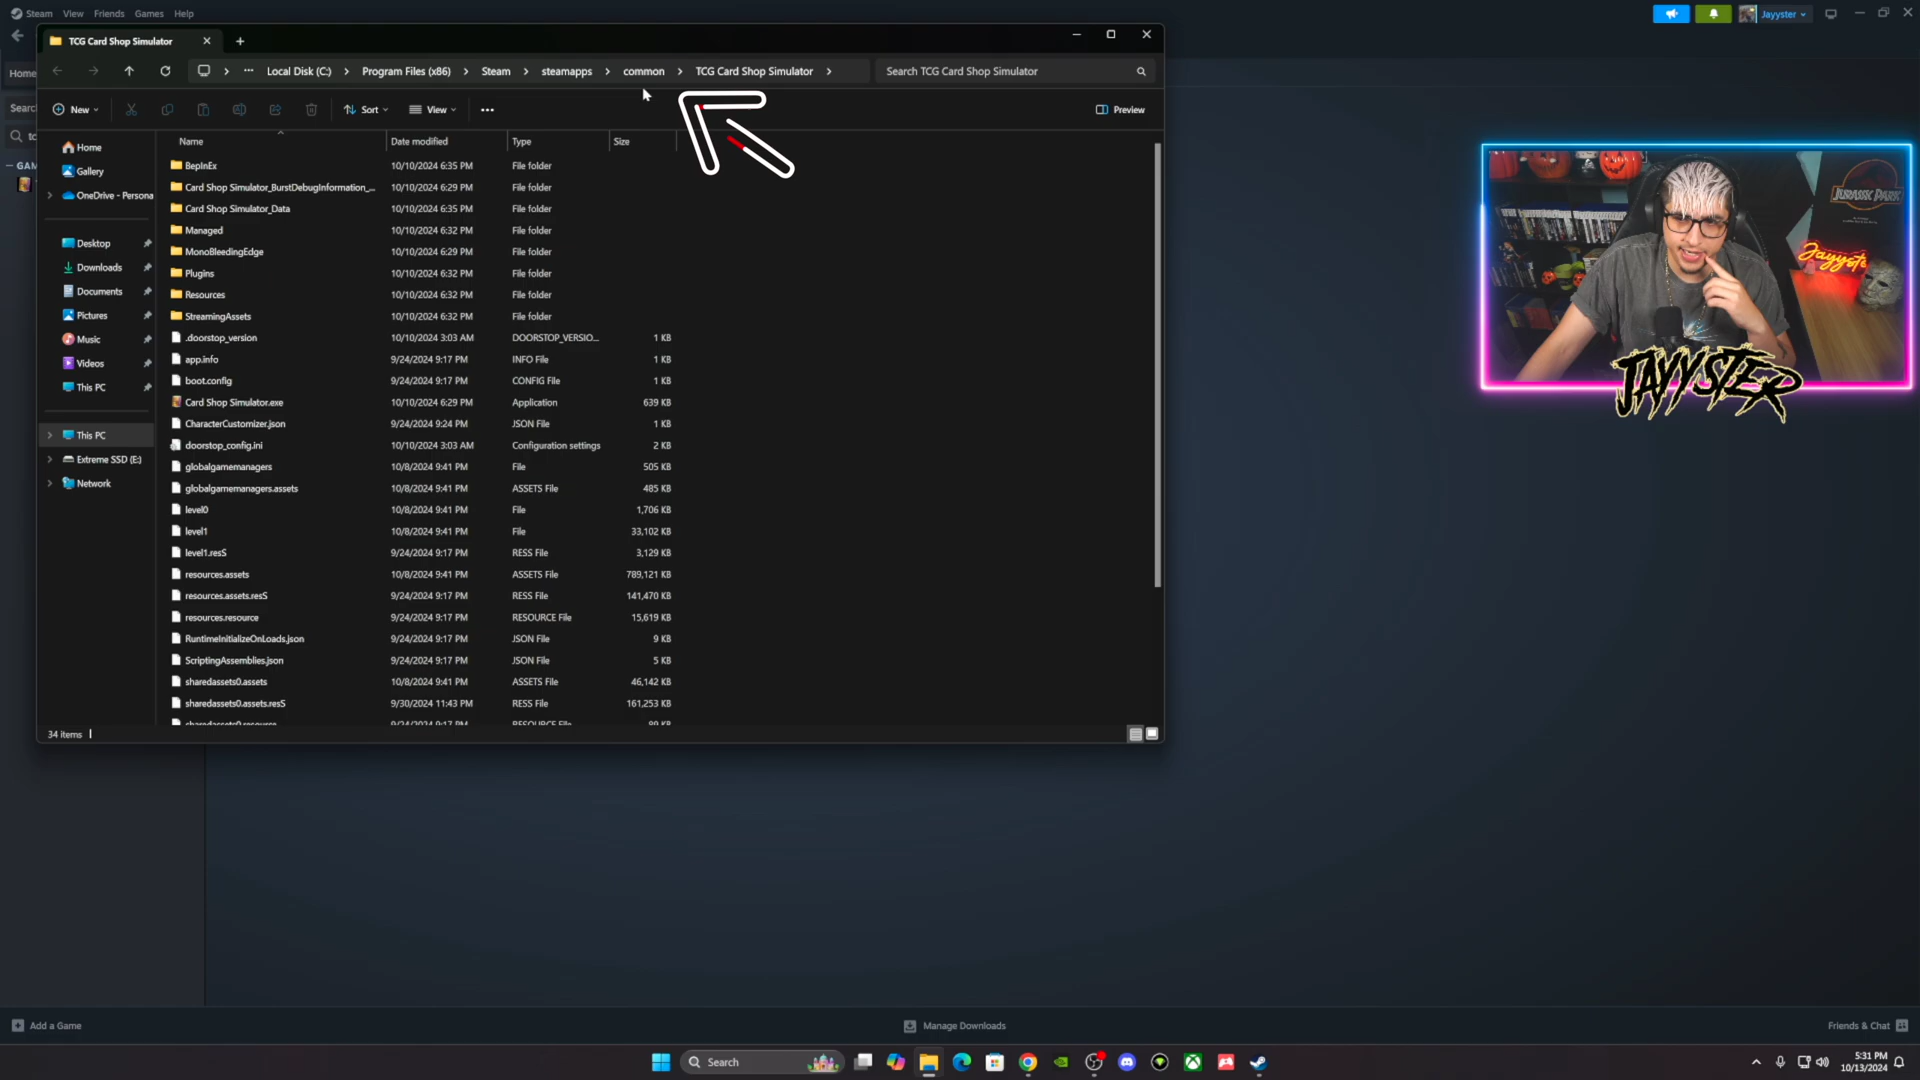 Steam View Friends Games Help
Jayyster
TCG Card Shop Simulator
Home
Local Disk (C:) Program Files (x86) Steam steamapps common TCG Card Shop Simulator
Search TCG Card Shop Simulator
New Sort View Preview
Name Date modified Type Size
BepInEx 10/10/2024 6:35 PM File folder
Card Shop Simulator_BurstDebugInformation_... 10/10/2024 6:29 PM File folder
Card Shop Simulator_Data 10/10/2024 6:35 PM File folder
Managed 10/10/2024 6:32 PM File folder
MonoBleedingEdge 10/10/2024 6:29 PM File folder
Plugins 10/10/2024 6:32 PM File folder
Resources 10/10/2024 6:32 PM File folder
StreamingAssets 10/10/2024 6:32 PM File folder
.doorstop_version 10/10/2024 3:03 AM DOORSTOP_VERSIO... 1 KB
app.info 9/24/2024 9:17 PM INFO File 1 KB
boot.config 9/24/2024 9:17 PM CONFIG File 1 KB
Card Shop Simulator.exe 10/10/2024 6:29 PM Application 639 KB
CharacterCustomizer.json 9/24/2024 9:24 PM JSON File 1 KB
doorstop_config.ini 10/10/2024 3:03 AM Configuration settings 2 KB
globalgamemanagers 10/8/2024 9:41 PM File 505 KB
globalgamemanagers.assets 10/8/2024 9:41 PM ASSETS File 485 KB
level0 10/8/2024 9:41 PM File 1,706 KB
level1 10/8/2024 9:41 PM File 33,102 KB
level1.resS 9/24/2024 9:17 PM RESS File 3,129 KB
resources.assets 10/8/2024 9:41 PM ASSETS File 789,121 KB
resources.assets.resS 9/24/2024 9:17 PM RESS File 141,470 KB
resources.resource 9/24/2024 9:17 PM RESOURCE File 15,619 KB
RuntimeInitializeOnLoads.json 9/24/2024 9:17 PM JSON File 9 KB
ScriptingAssemblies.json 9/24/2024 9:17 PM JSON File 5 KB
sharedassets0.assets 10/8/2024 9:41 PM ASSETS File 46,142 KB
sharedassets0.assets.resS 9/30/2024 11:43 PM RESS File 161,253 KB
sharedassets0.resource 9/24/2024 9:17 PM RESOURCE File 89 KB
Home
Gallery
OneDrive - Persona
Desktop
Downloads
Documents
Pictures
Music
Videos
This PC
This PC
Extreme SSD (E:)
Network
34 items
JURASSIC PARK
Jayyste
JAYYSTER
Add a Game
Manage Downloads
Friends & Chat
Search
5:31 PM
10/13/2024